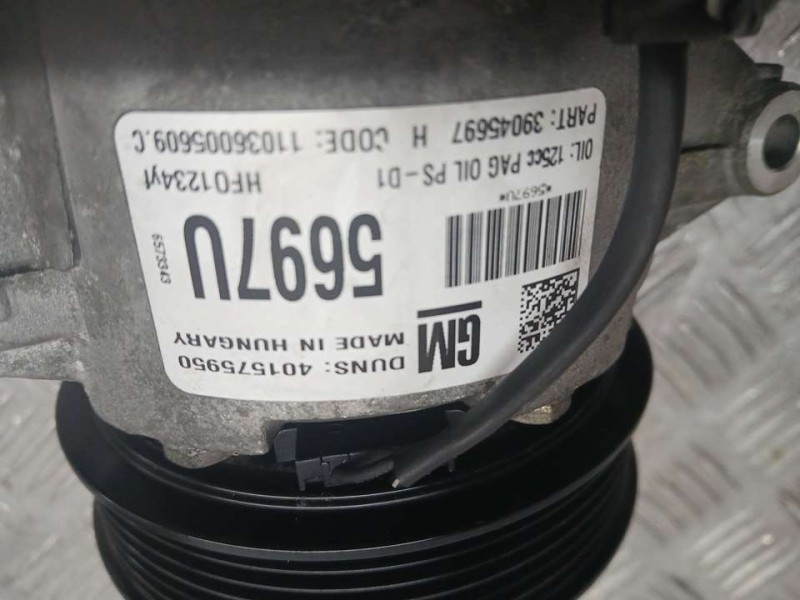 GM
DUNS: 401575950
MADE IN HUNGARY
5697U
6573343
*5697U*
OIL: 125cc PAG OIL PS-D1
HFO1234yf
PART: 39045697 H CODE: 11036005609.C